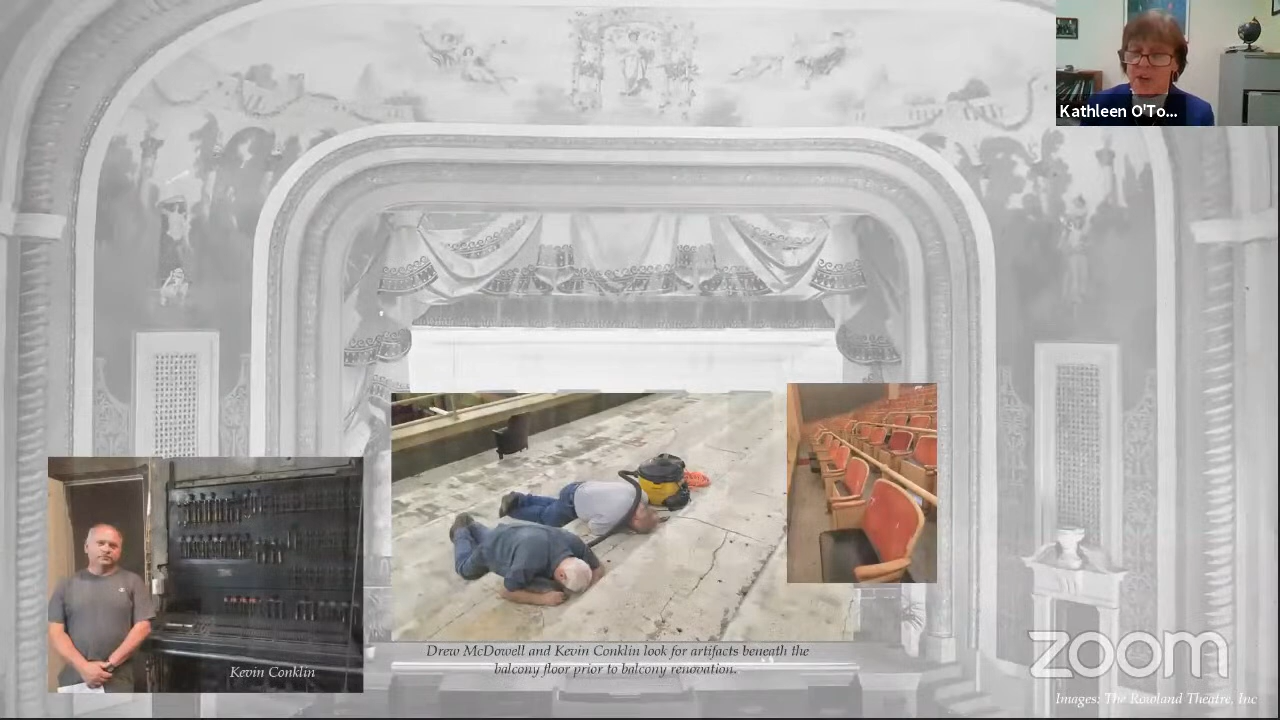 Kathleen O'To...
Kevin Conklin
Drew McDowell and Kevin Conklin look for artifacts beneath the
balcony floor prior to balcony renovation.
zoom
Images: The Rowland Theatre, Inc